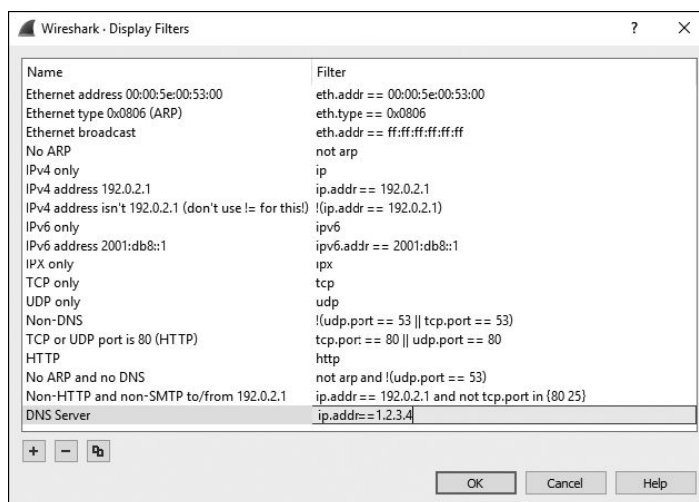 Wireshark · Display Filters ? ×
Name Filter
Ethernet address 00:00:5e:00:53:00 eth.addr == 00:00:5e:00:53:00
Ethernet type 0x0806 (ARP) eth.type == 0x0806
Ethernet broadcast eth.addr == ff:ff:ff:ff:ff:ff
No ARP not arp
IPv4 only ip
IPv4 address 192.0.2.1 ip.addr == 192.0.2.1
IPv4 address isn't 192.0.2.1 (don't use != for this!) !(ip.addr == 192.0.2.1)
IPv6 only ipv6
IPv6 address 2001:db8::1 ipv6.addr == 2001:db8::1
IPX only ipx
TCP only tcp
UDP only udp
Non-DNS !(udp.port == 53 || tcp.port == 53)
TCP or UDP port is 80 (HTTP) tcp.port == 80 || udp.port == 80
HTTP http
No ARP and no DNS not arp and !(udp.port == 53)
Non-HTTP and non-SMTP to/from 192.0.2.1 ip.addr == 192.0.2.1 and not tcp.port in {80 25}
DNS Server ip.addr==1.2.3.4
+ −
OK Cancel Help